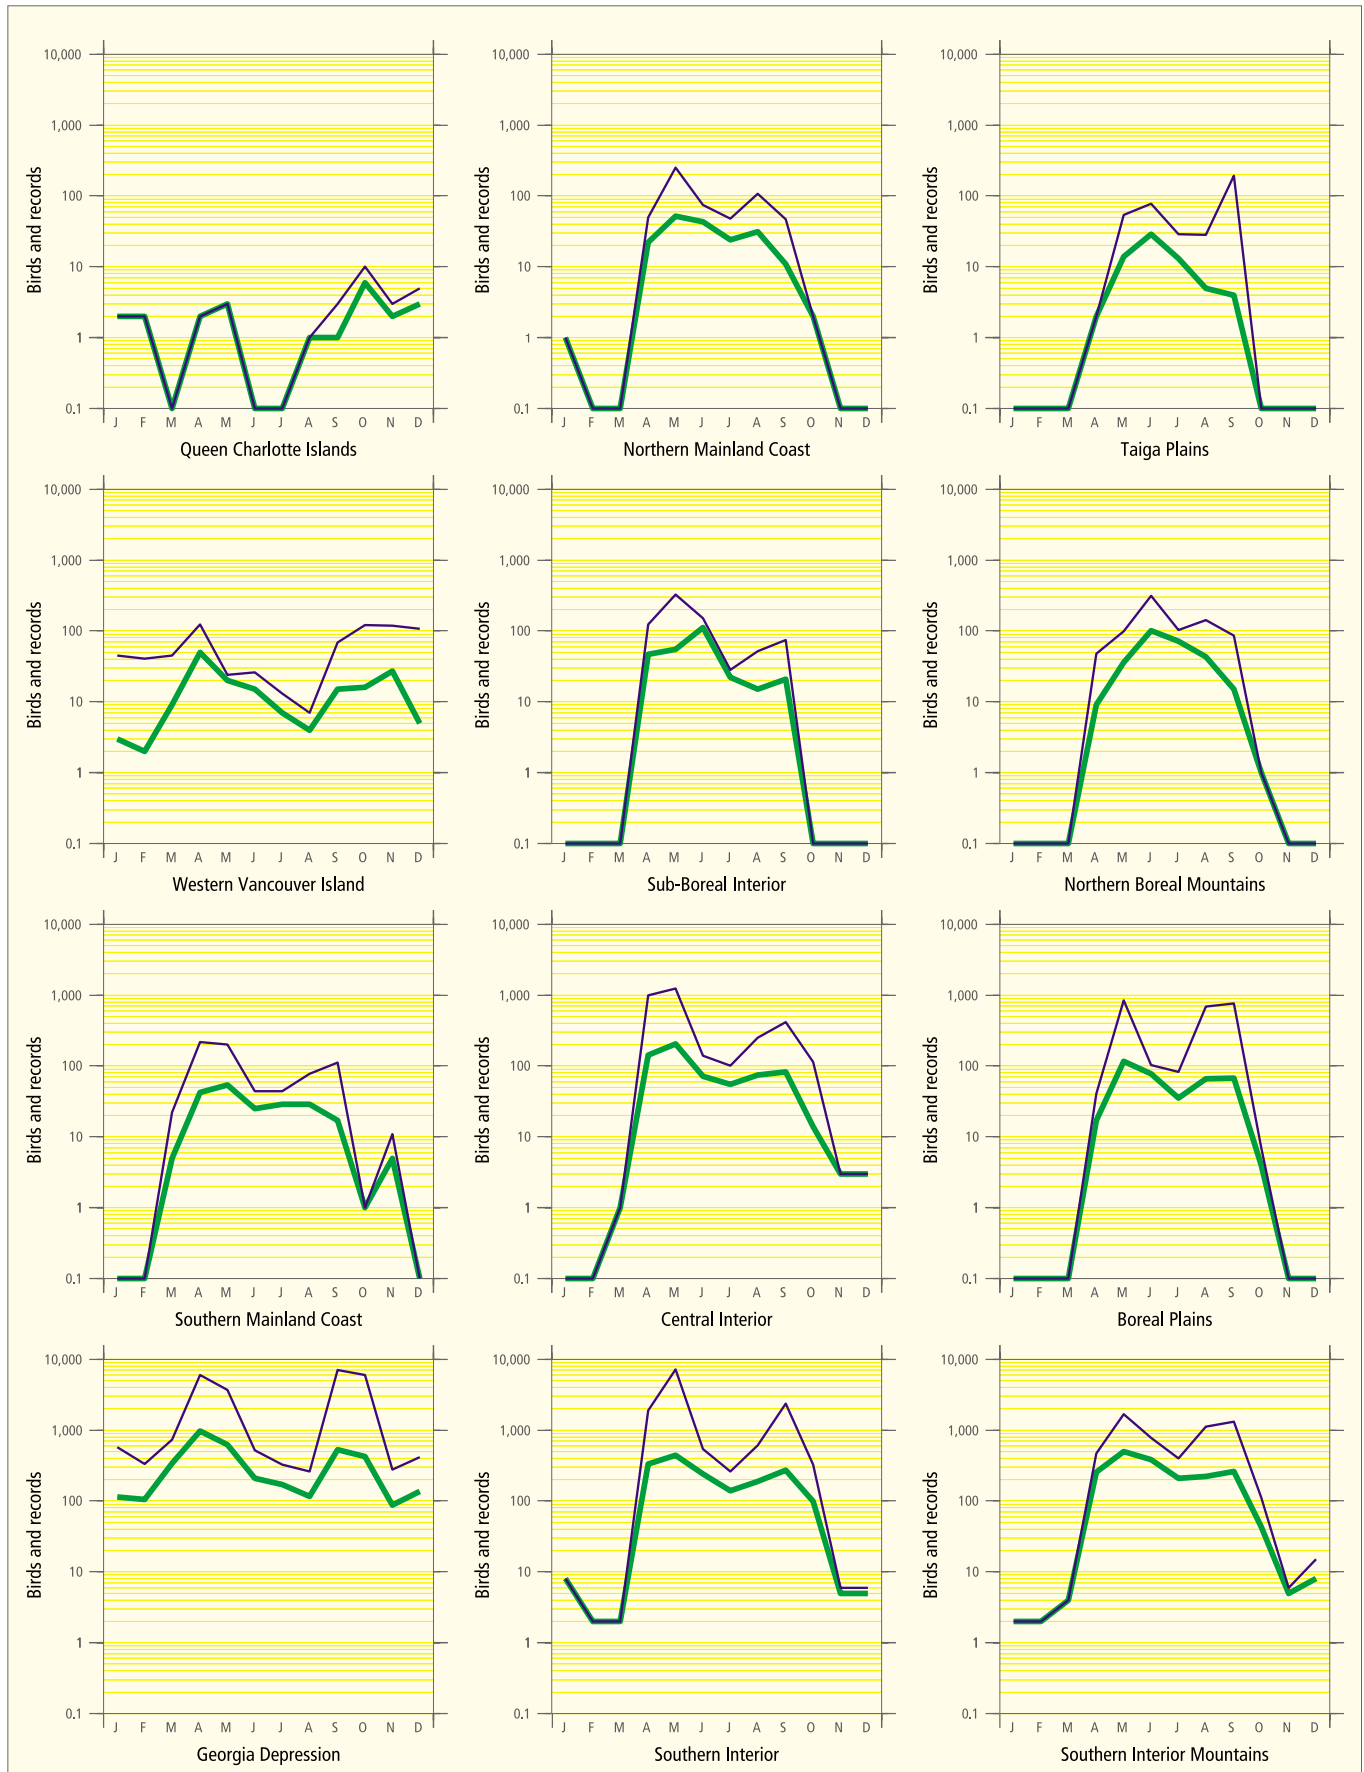 10,000
1,000
100
10
1
0.1
Birds and records
J F M A M J J A S O N D
Queen Charlotte Islands
10,000
1,000
100
10
1
0.1
Birds and records
J F M A M J J A S O N D
Northern Mainland Coast
10,000
1,000
100
10
1
0.1
Birds and records
J F M A M J J A S O N D
Taiga Plains
10,000
1,000
100
10
1
0.1
Birds and records
J F M A M J J A S O N D
Western Vancouver Island
10,000
1,000
100
10
1
0.1
Birds and records
J F M A M J J A S O N D
Sub-Boreal Interior
10,000
1,000
100
10
1
0.1
Birds and records
J F M A M J J A S O N D
Northern Boreal Mountains
10,000
1,000
100
10
1
0.1
Birds and records
J F M A M J J A S O N D
Southern Mainland Coast
10,000
1,000
100
10
1
0.1
Birds and records
J F M A M J J A S O N D
Central Interior
10,000
1,000
100
10
1
0.1
Birds and records
J F M A M J J A S O N D
Boreal Plains
10,000
1,000
100
10
1
0.1
Birds and records
J F M A M J J A S O N D
Georgia Depression
10,000
1,000
100
10
1
0.1
Birds and records
J F M A M J J A S O N D
Southern Interior
10,000
1,000
100
10
1
0.1
Birds and records
J F M A M J J A S O N D
Southern Interior Mountains